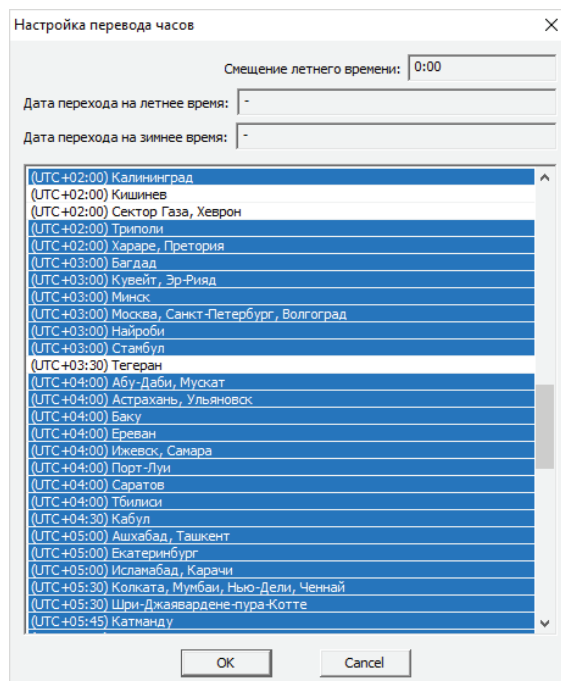 Настройка перевода часов
Смещение летнего времени: 0:00
Дата перехода на летнее время: -
Дата перехода на зимнее время: -
(UTC+02:00) Калининград
(UTC+02:00) Кишинев
(UTC+02:00) Сектор Газа, Хеврон
(UTC+02:00) Триполи
(UTC+02:00) Хараре, Претория
(UTC+03:00) Багдад
(UTC+03:00) Кувейт, Эр-Рияд
(UTC+03:00) Минск
(UTC+03:00) Москва, Санкт-Петербург, Волгоград
(UTC+03:00) Найроби
(UTC+03:00) Стамбул
(UTC+03:30) Тегеран
(UTC+04:00) Абу-Даби, Мускат
(UTC+04:00) Астрахань, Ульяновск
(UTC+04:00) Баку
(UTC+04:00) Ереван
(UTC+04:00) Ижевск, Самара
(UTC+04:00) Порт-Луи
(UTC+04:00) Саратов
(UTC+04:00) Тбилиси
(UTC+04:30) Кабул
(UTC+05:00) Ашхабад, Ташкент
(UTC+05:00) Екатеринбург
(UTC+05:00) Исламабад, Карачи
(UTC+05:30) Колката, Мумбаи, Нью-Дели, Ченнай
(UTC+05:30) Шри-Джаявардене-пура-Котте
(UTC+05:45) Катманду
OK Cancel